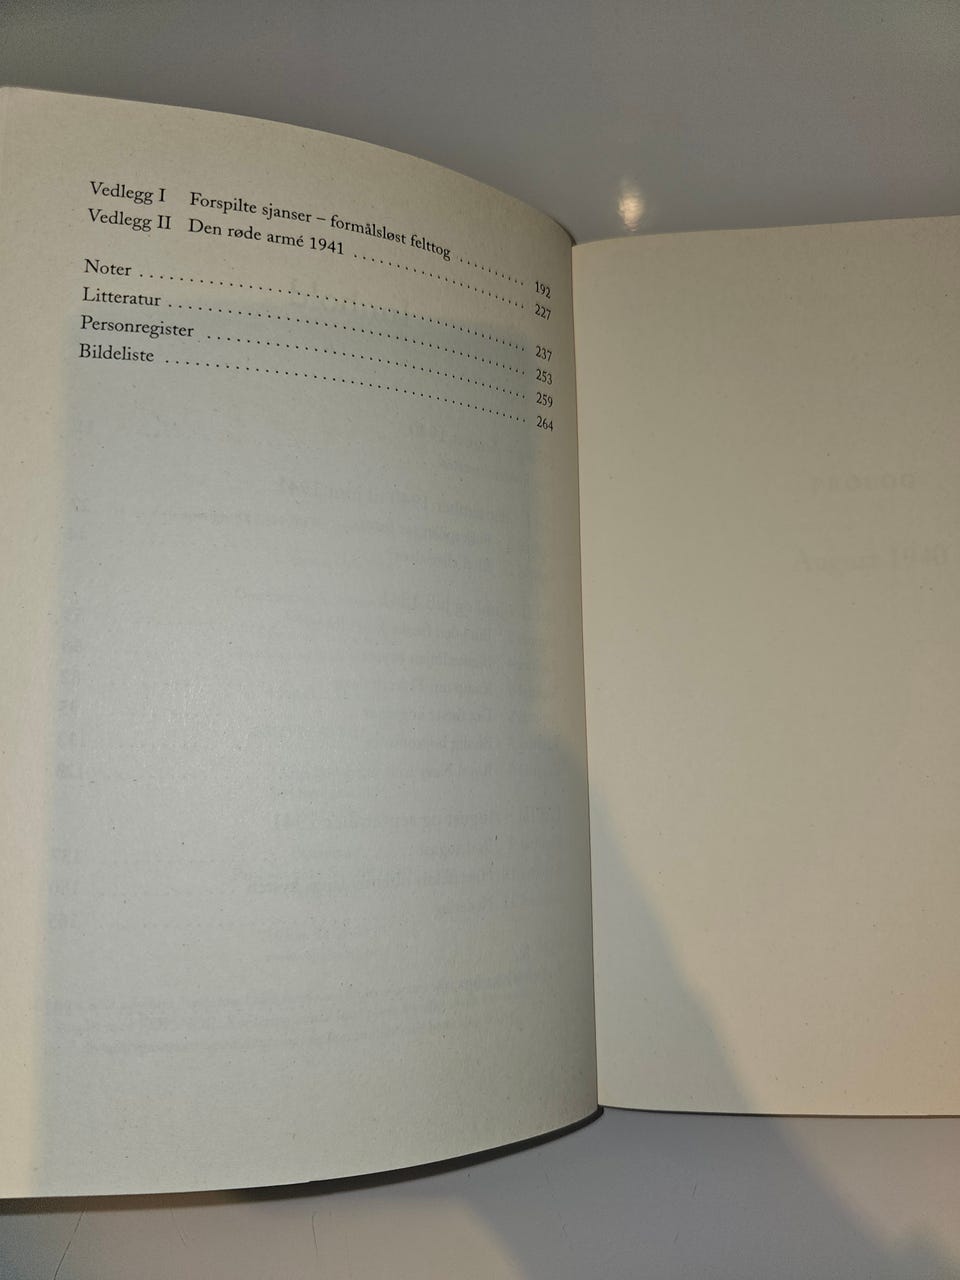 Vedlegg I Forspilte sjanser – formålsløst felttog .......... 192
Vedlegg II Den røde armé 1941 .......................... 227
Noter ................................................ 237
Litteratur ............................................. 253
Personregister ........................................ 259
Bildeliste ............................................. 264